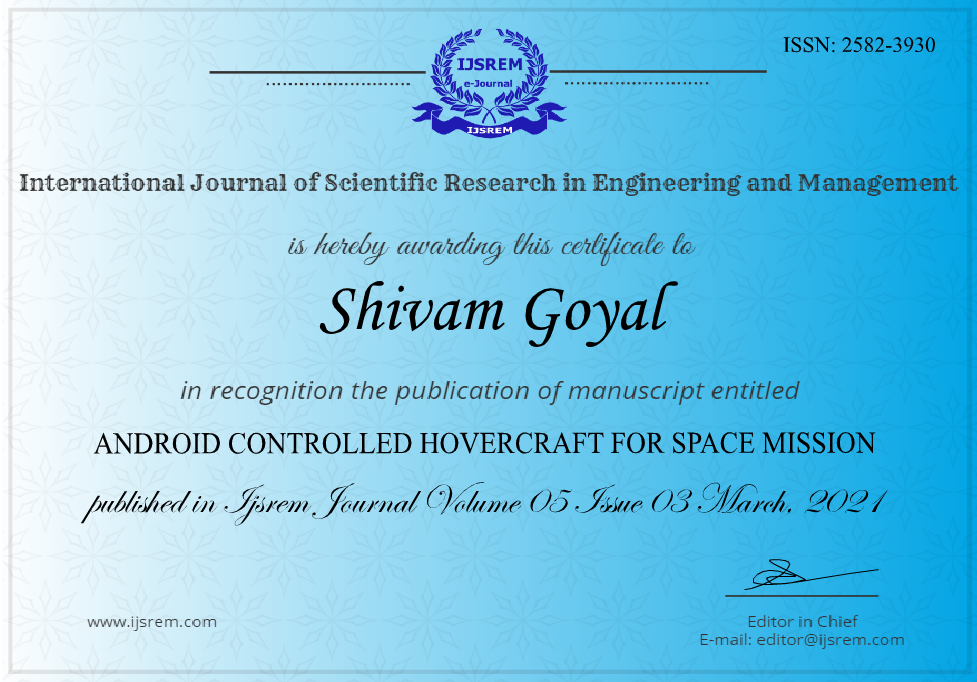 ISSN: 2582-3930
IJSREM
e-Journal
IJSREM
International Journal of Scientific Research in Engineering and Management
is hereby awarding this certificate to
Shivam Goyal
in recognition the publication of manuscript entitled
ANDROID CONTROLLED HOVERCRAFT FOR SPACE MISSION
published in Ijsrem Journal Volume 05 Issue 03 March, 2021
www.ijsrem.com
Editor in Chief
E-mail: editor@ijsrem.com